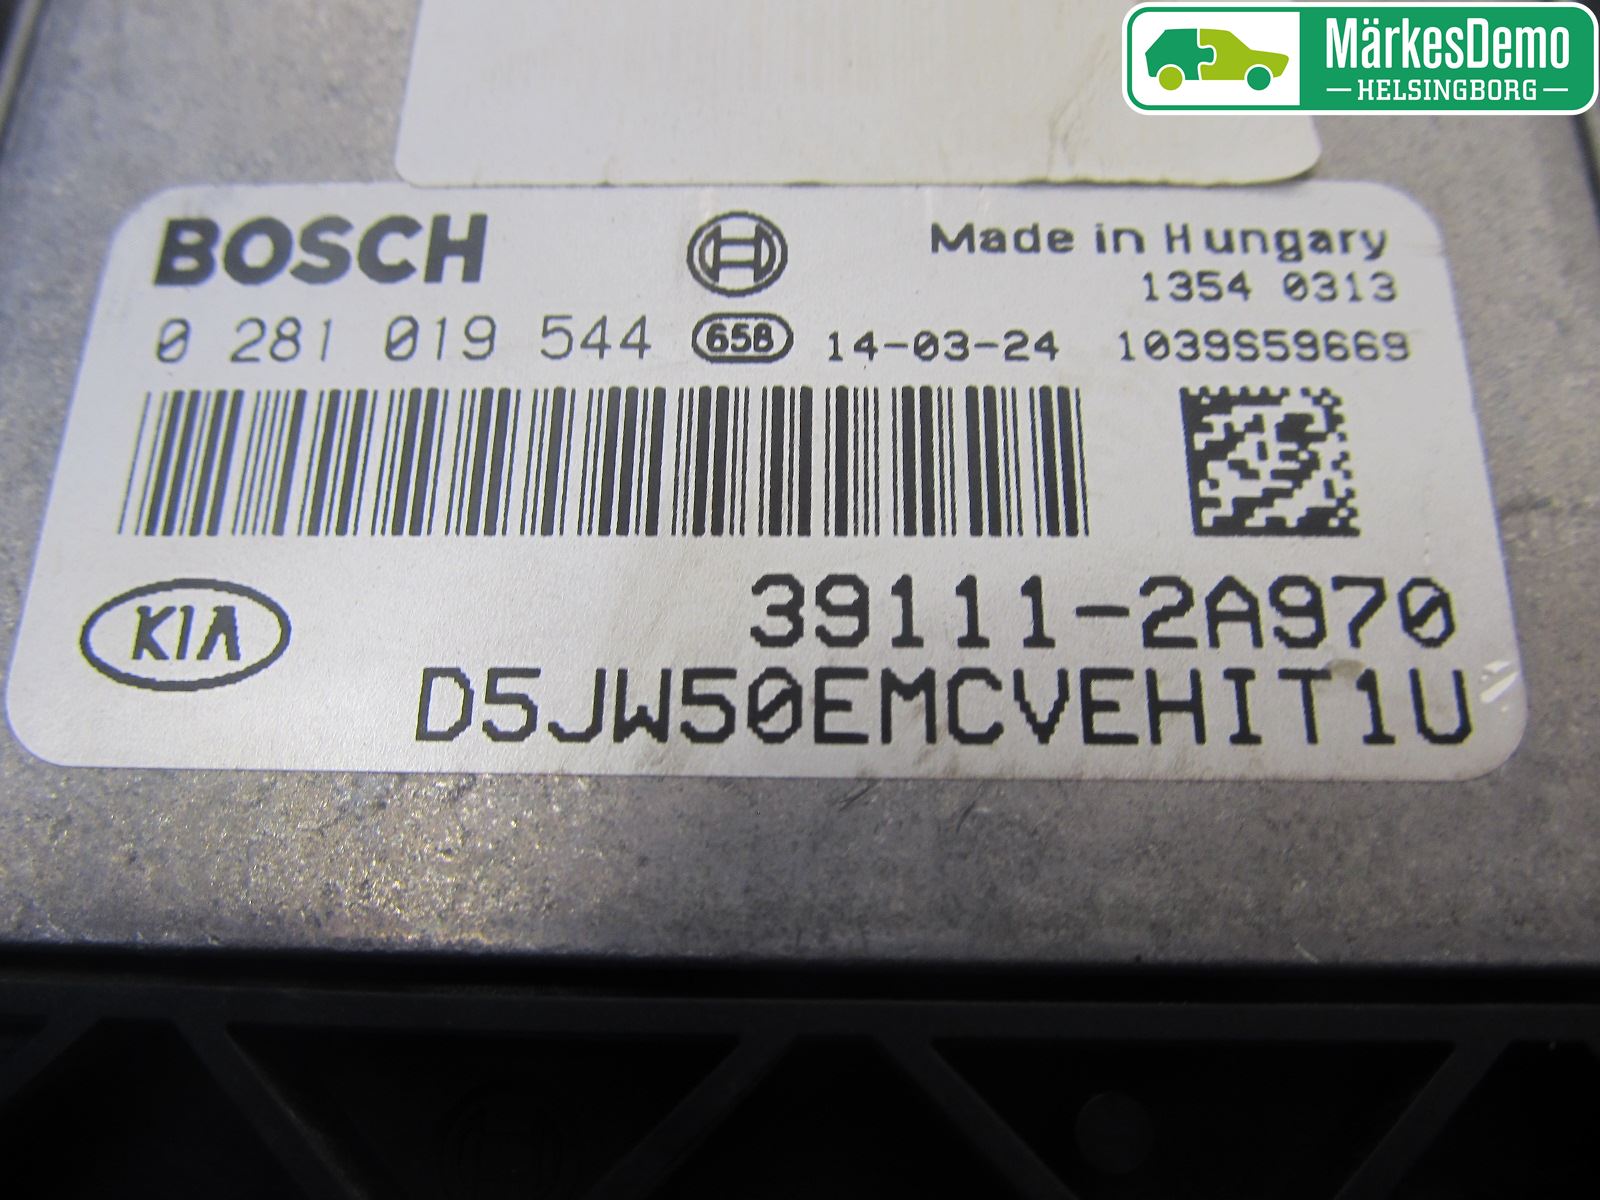 MärkesDemo
HELSINGBORG
BOSCH
Made in Hungary
1354 0313
0 281 019 544 65B 14-03-24 1039S59669
KIA
39111-2A970
D5JW50EMCVEHIT1U